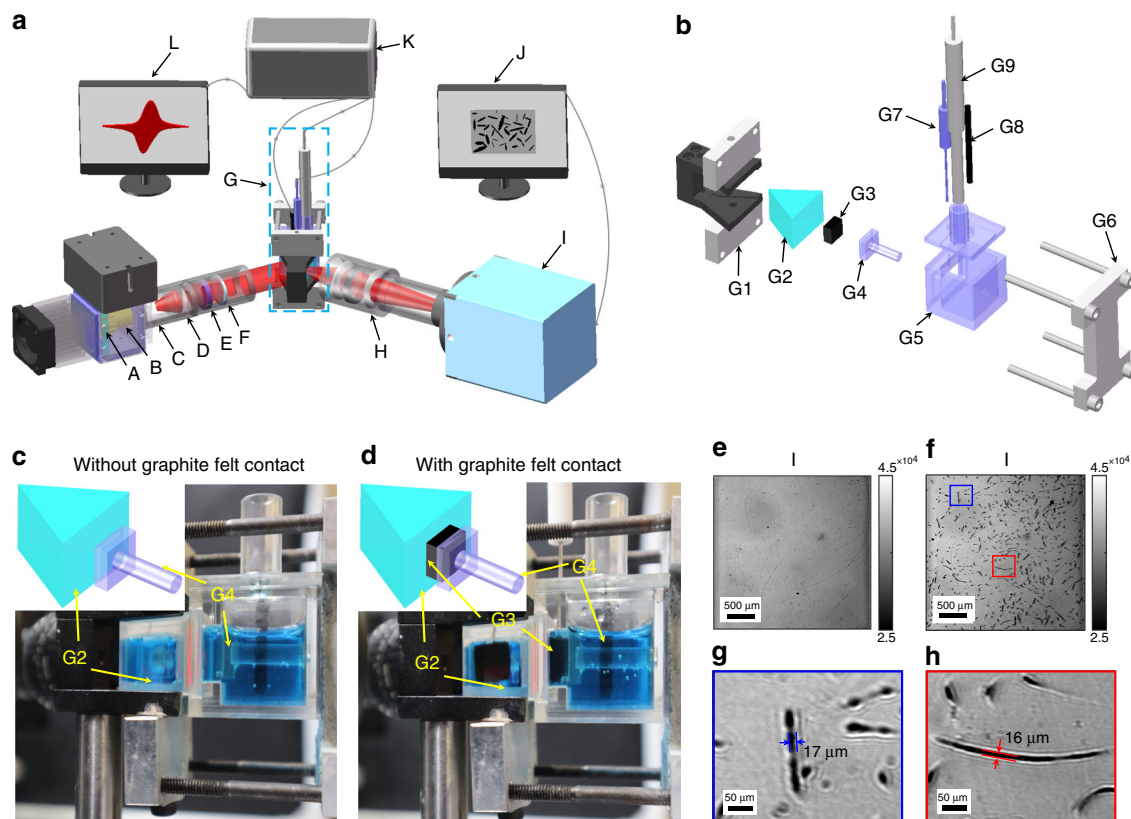 a
L
K
J
G
I
A
B
C
D
E
F
H
b
G9
G7
G8
G3
G6
G1
G2
G4
G5
c
Without graphite felt contact
G4
G2
d
With graphite felt contact
G4
G3
G2
e
I
4.5×10⁴
500 μm
2.5
f
I
4.5×10⁴
500 μm
2.5
g
17 μm
50 μm
h
16 μm
50 μm